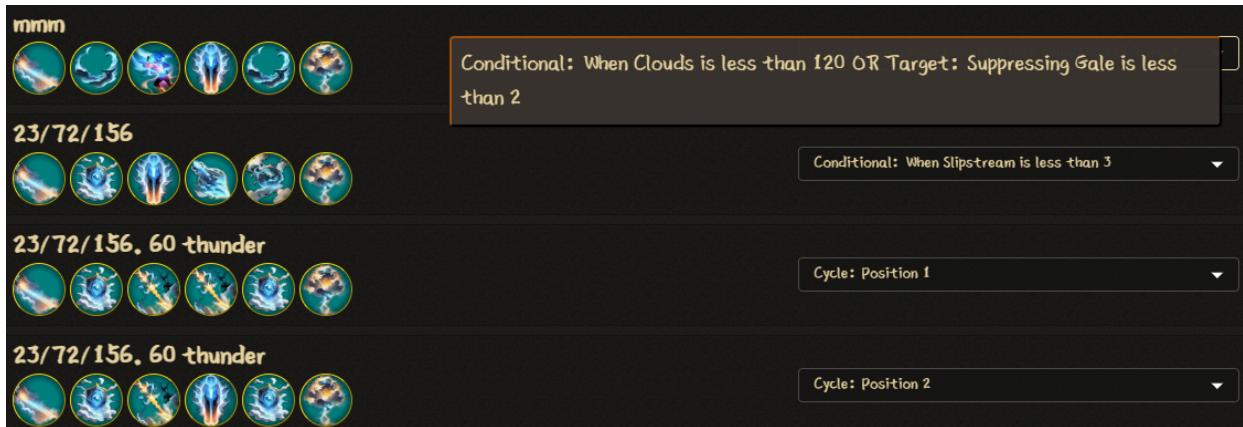 mmm
Conditional: When Clouds is less than 120 OR Target: Suppressing Gale is less
than 2
23/72/156
Conditional: When Slipstream is less than 3
23/72/156. 60 thunder
Cycle: Position 1
23/72/156. 60 thunder
Cycle: Position 2